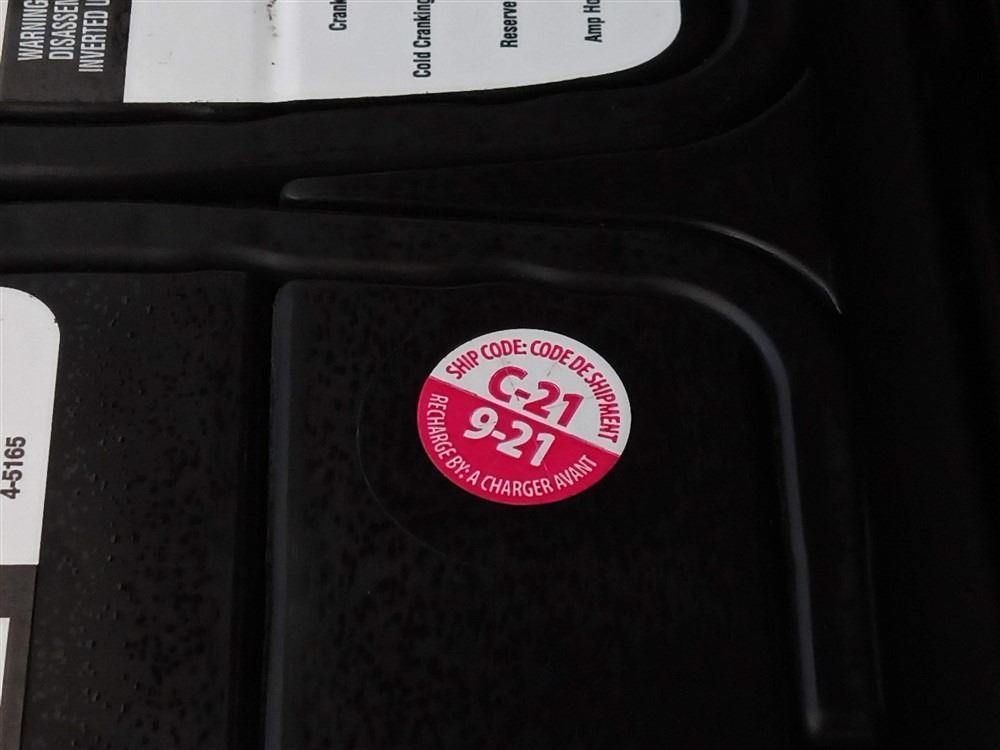 WARNING
DISASSEM
INVERTED U
Crank
Cold Cranking
Reserve
Amp Ho
4-5165
SHIP CODE: CODE DE SHIPMENT
C-21
9-21
RECHARGE BY: A CHARGER AVANT